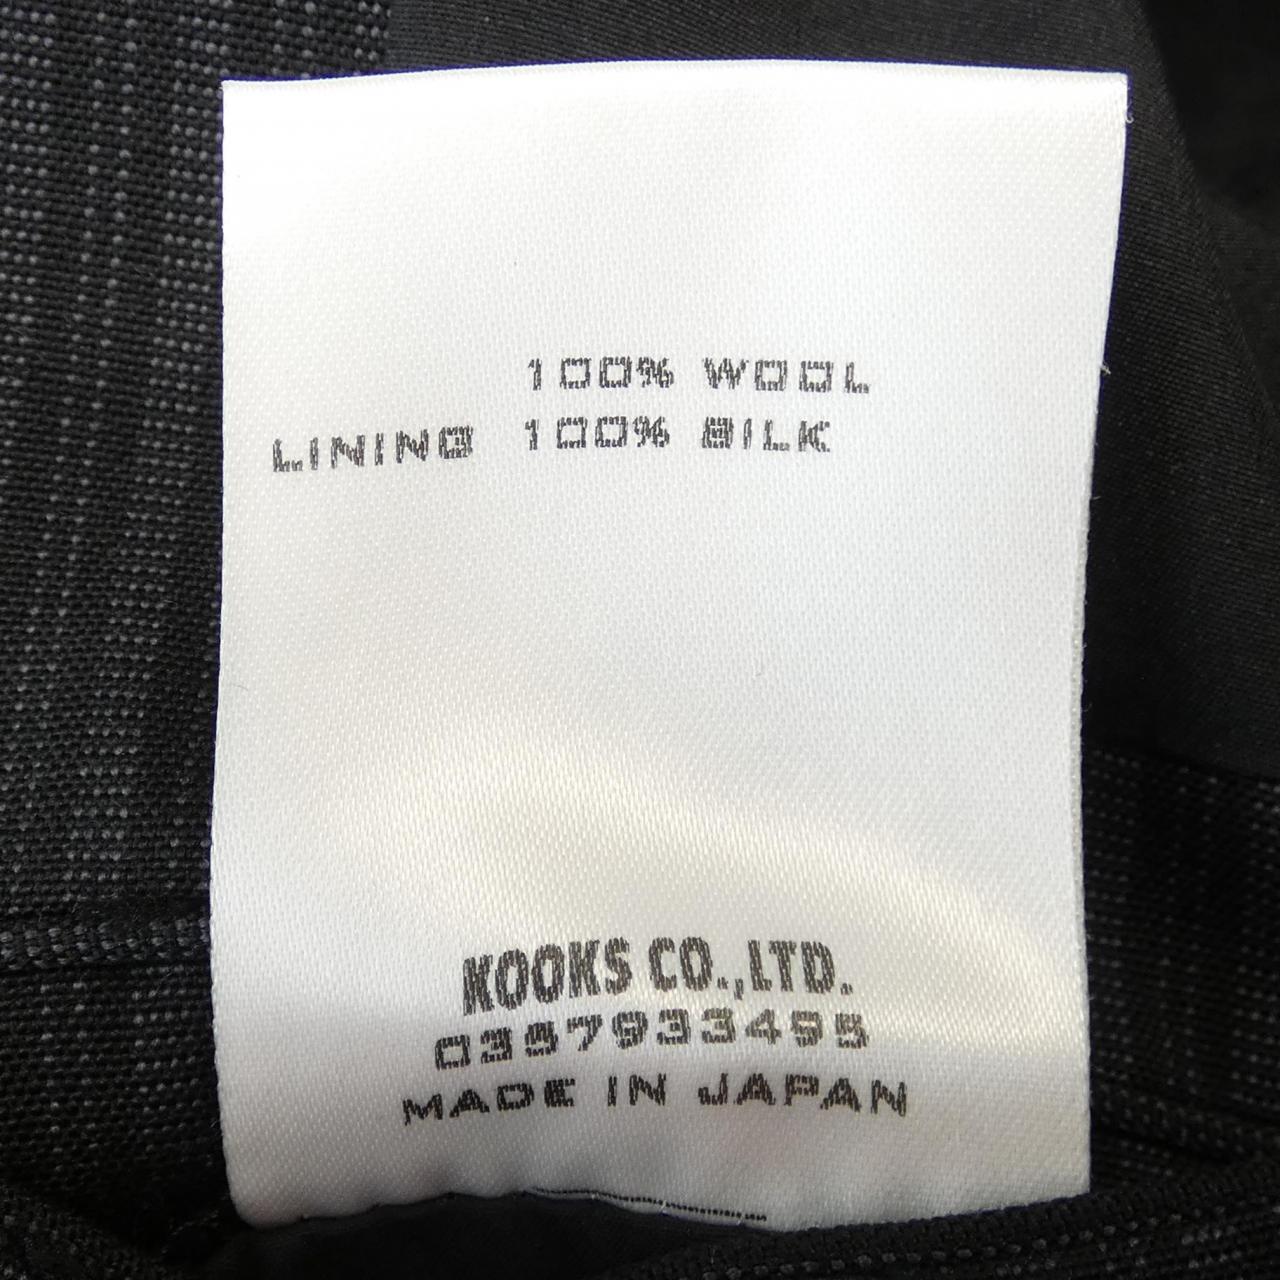 100% WOOL
LINING 100% SILK
KOOKS CO.,LTD.
0357933495
MADE IN JAPAN